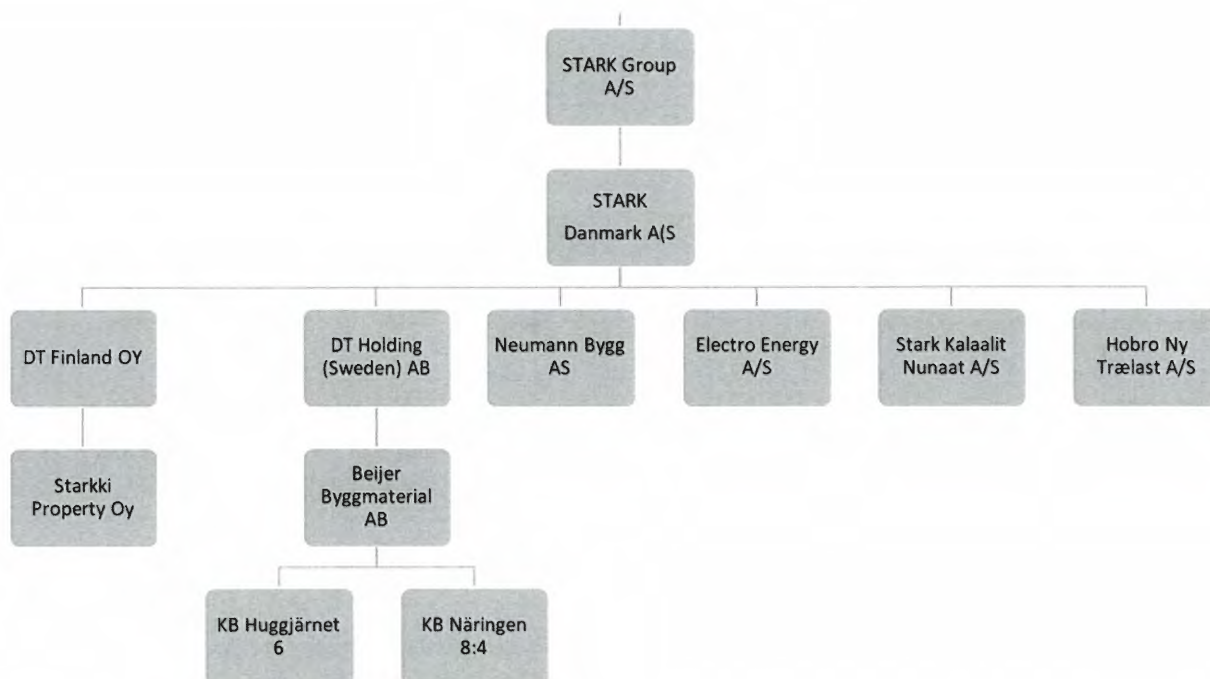 STARK Group
A/S
STARK
Danmark A(S
DT Finland OY
DT Holding
(Sweden) AB
Neumann Bygg
AS
Electro Energy
A/S
Stark Kalaalit
Nunaat A/S
Hobro Ny
Trælast A/S
Starkki
Property Oy
Beijer
Byggmaterial
AB
KB Huggjärnet
6
KB Näringen
8:4